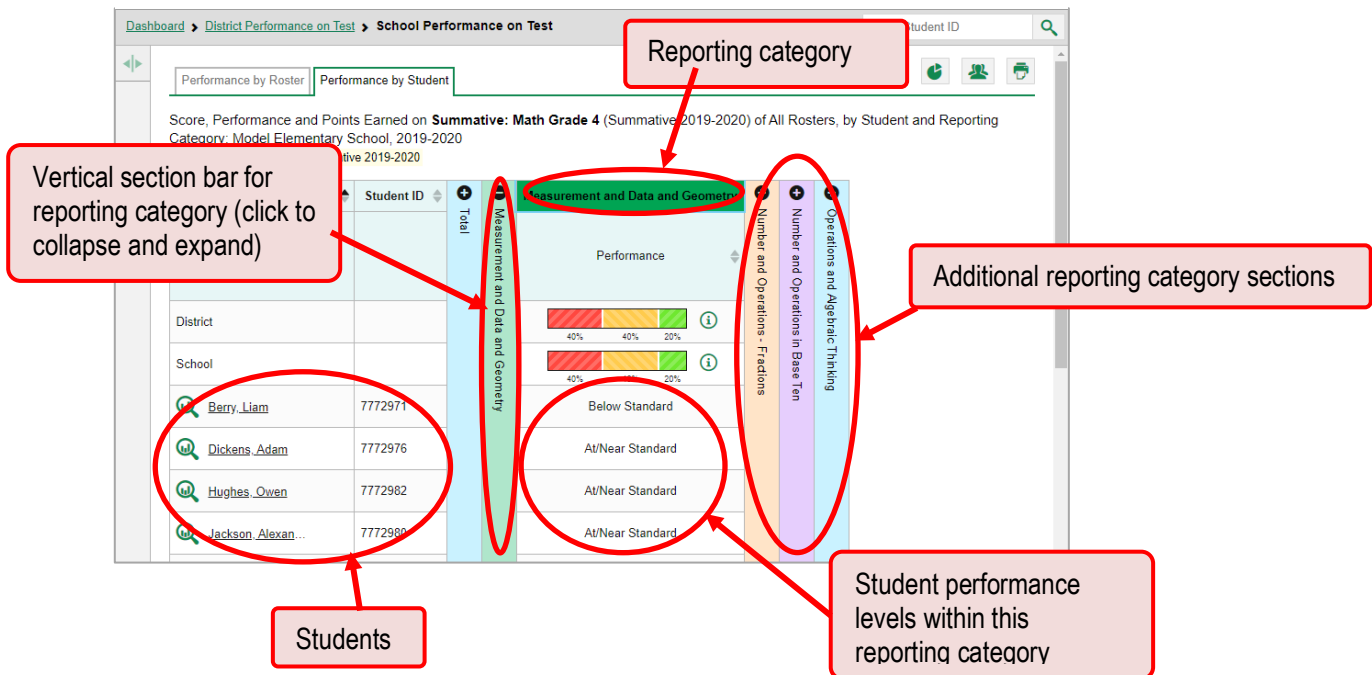 Dashboard > District Performance on Test > School Performance on Test
tudent ID
Reporting category
Performance by Roster
Performance by Student
Score, Performance and Points Earned on Summative: Math Grade 4 (Summative 2019-2020) of All Rosters, by Student and Reporting
Category: Model Elementary School, 2019-2020
tive 2019-2020
Vertical section bar for
reporting category (click to
collapse and expand)
Student ID
Total
Measurement and Data and Geometry
Measurement and Data and Geometry
Performance
Number and Operations - Fractions
Number and Operations in Base Ten
Operations and Algebraic Thinking
Additional reporting category sections
District
40% 40% 20%
School
40% 40% 20%
Berry, Liam 7772971 Below Standard
Dickens, Adam 7772976 At/Near Standard
Hughes, Owen 7772982 At/Near Standard
Jackson, Alexan... 7772980 At/Near Standard
Students
Student performance
levels within this
reporting category